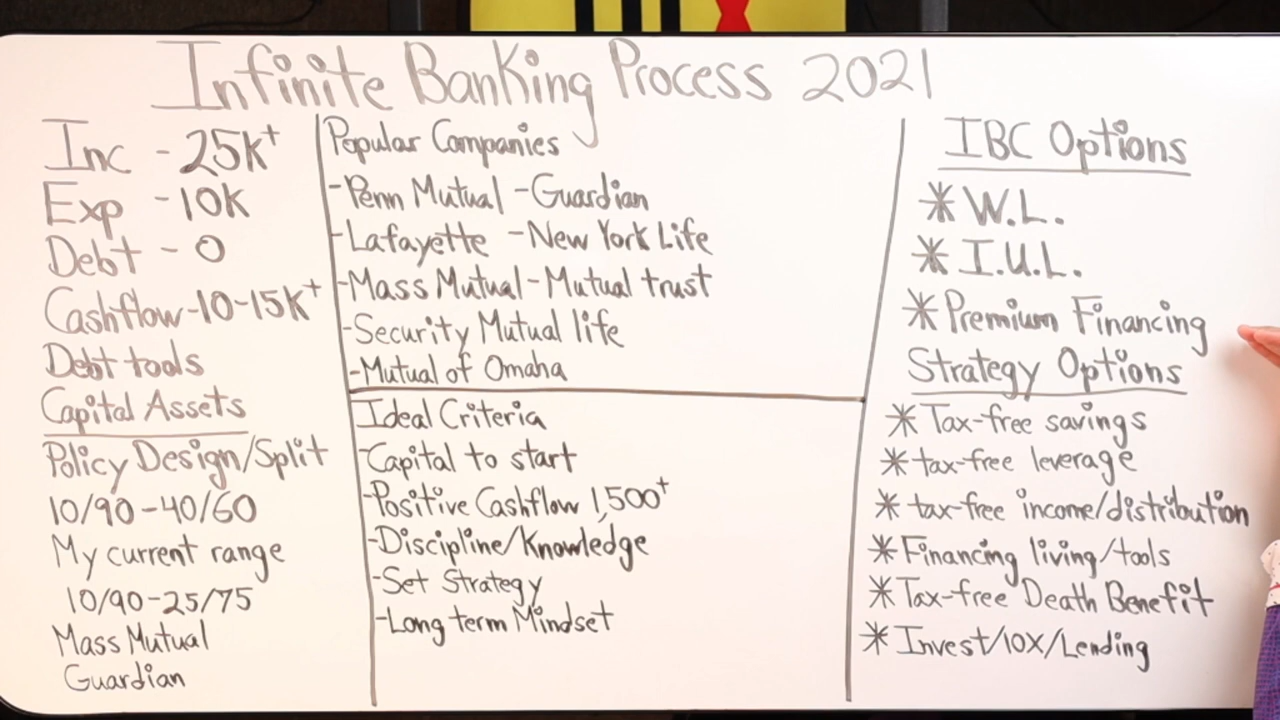 Infinite Banking Process 2021
Inc - 25K+
Exp - 10K
Debt - 0
Cashflow-10-15K+
Debt tools
Capital Assets
Policy Design/Split
10/90-40/60
My current range
10/90-25/75
Mass Mutual
Guardian
Popular Companies
-Penn Mutual -Guardian
-Lafayette -New York Life
-Mass Mutual-Mutual trust
-Security Mutual life
-Mutual of Omaha
Ideal Criteria
-Capital to start
-Positive Cashflow 1,500+
-Discipline/Knowledge
-Set Strategy
-Long term Mindset
IBC Options
* W.L.
* I.U.L.
* Premium Financing
Strategy Options
* Tax-free savings
* tax-free leverage
* tax-free income/distribution
* Financing living/tools
* Tax-free Death Benefit
* Invest/10X/Lending